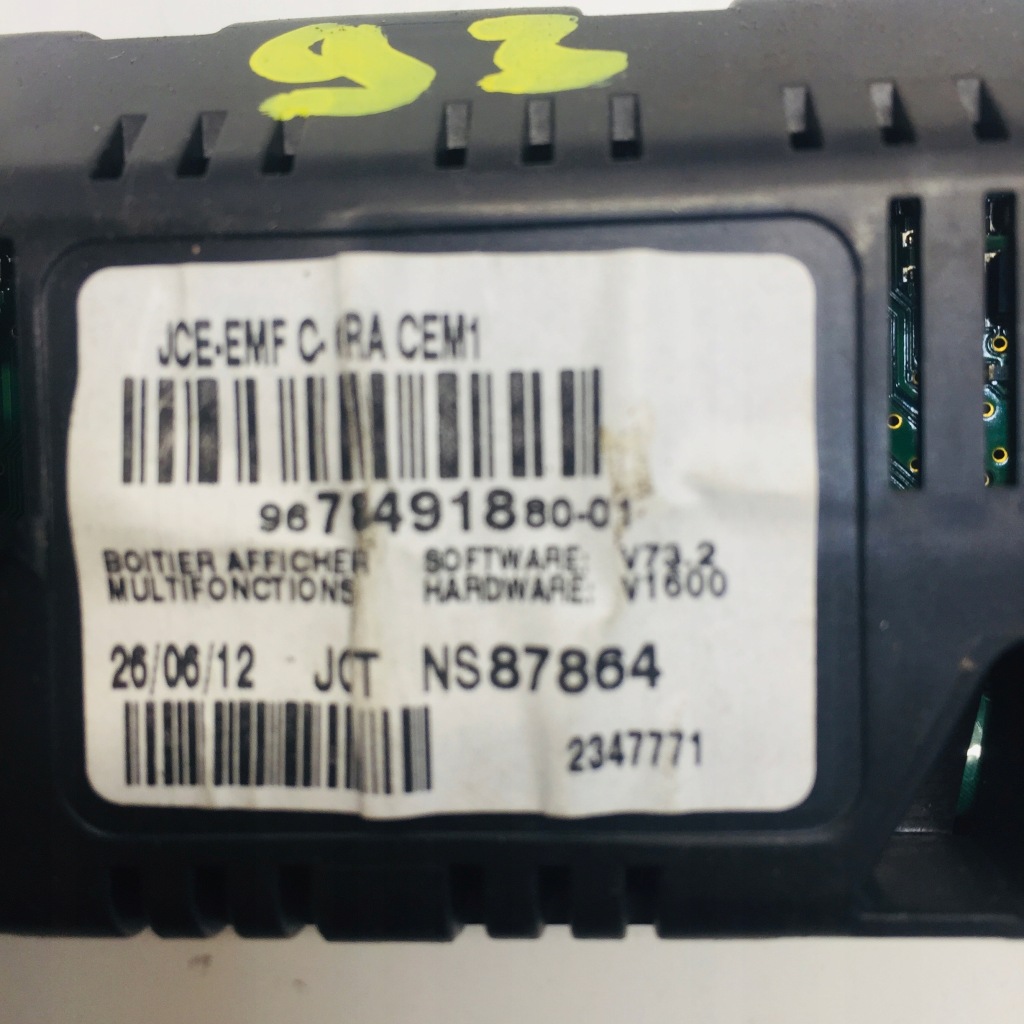 93
JCE-EMF CEM1
9678491880-01
BOITIER AFFICHER SOFTWARE: V73.2
MULTIFONCTIONS HARDWARE: V1600
26/06/12 JCT NS87864
2347771